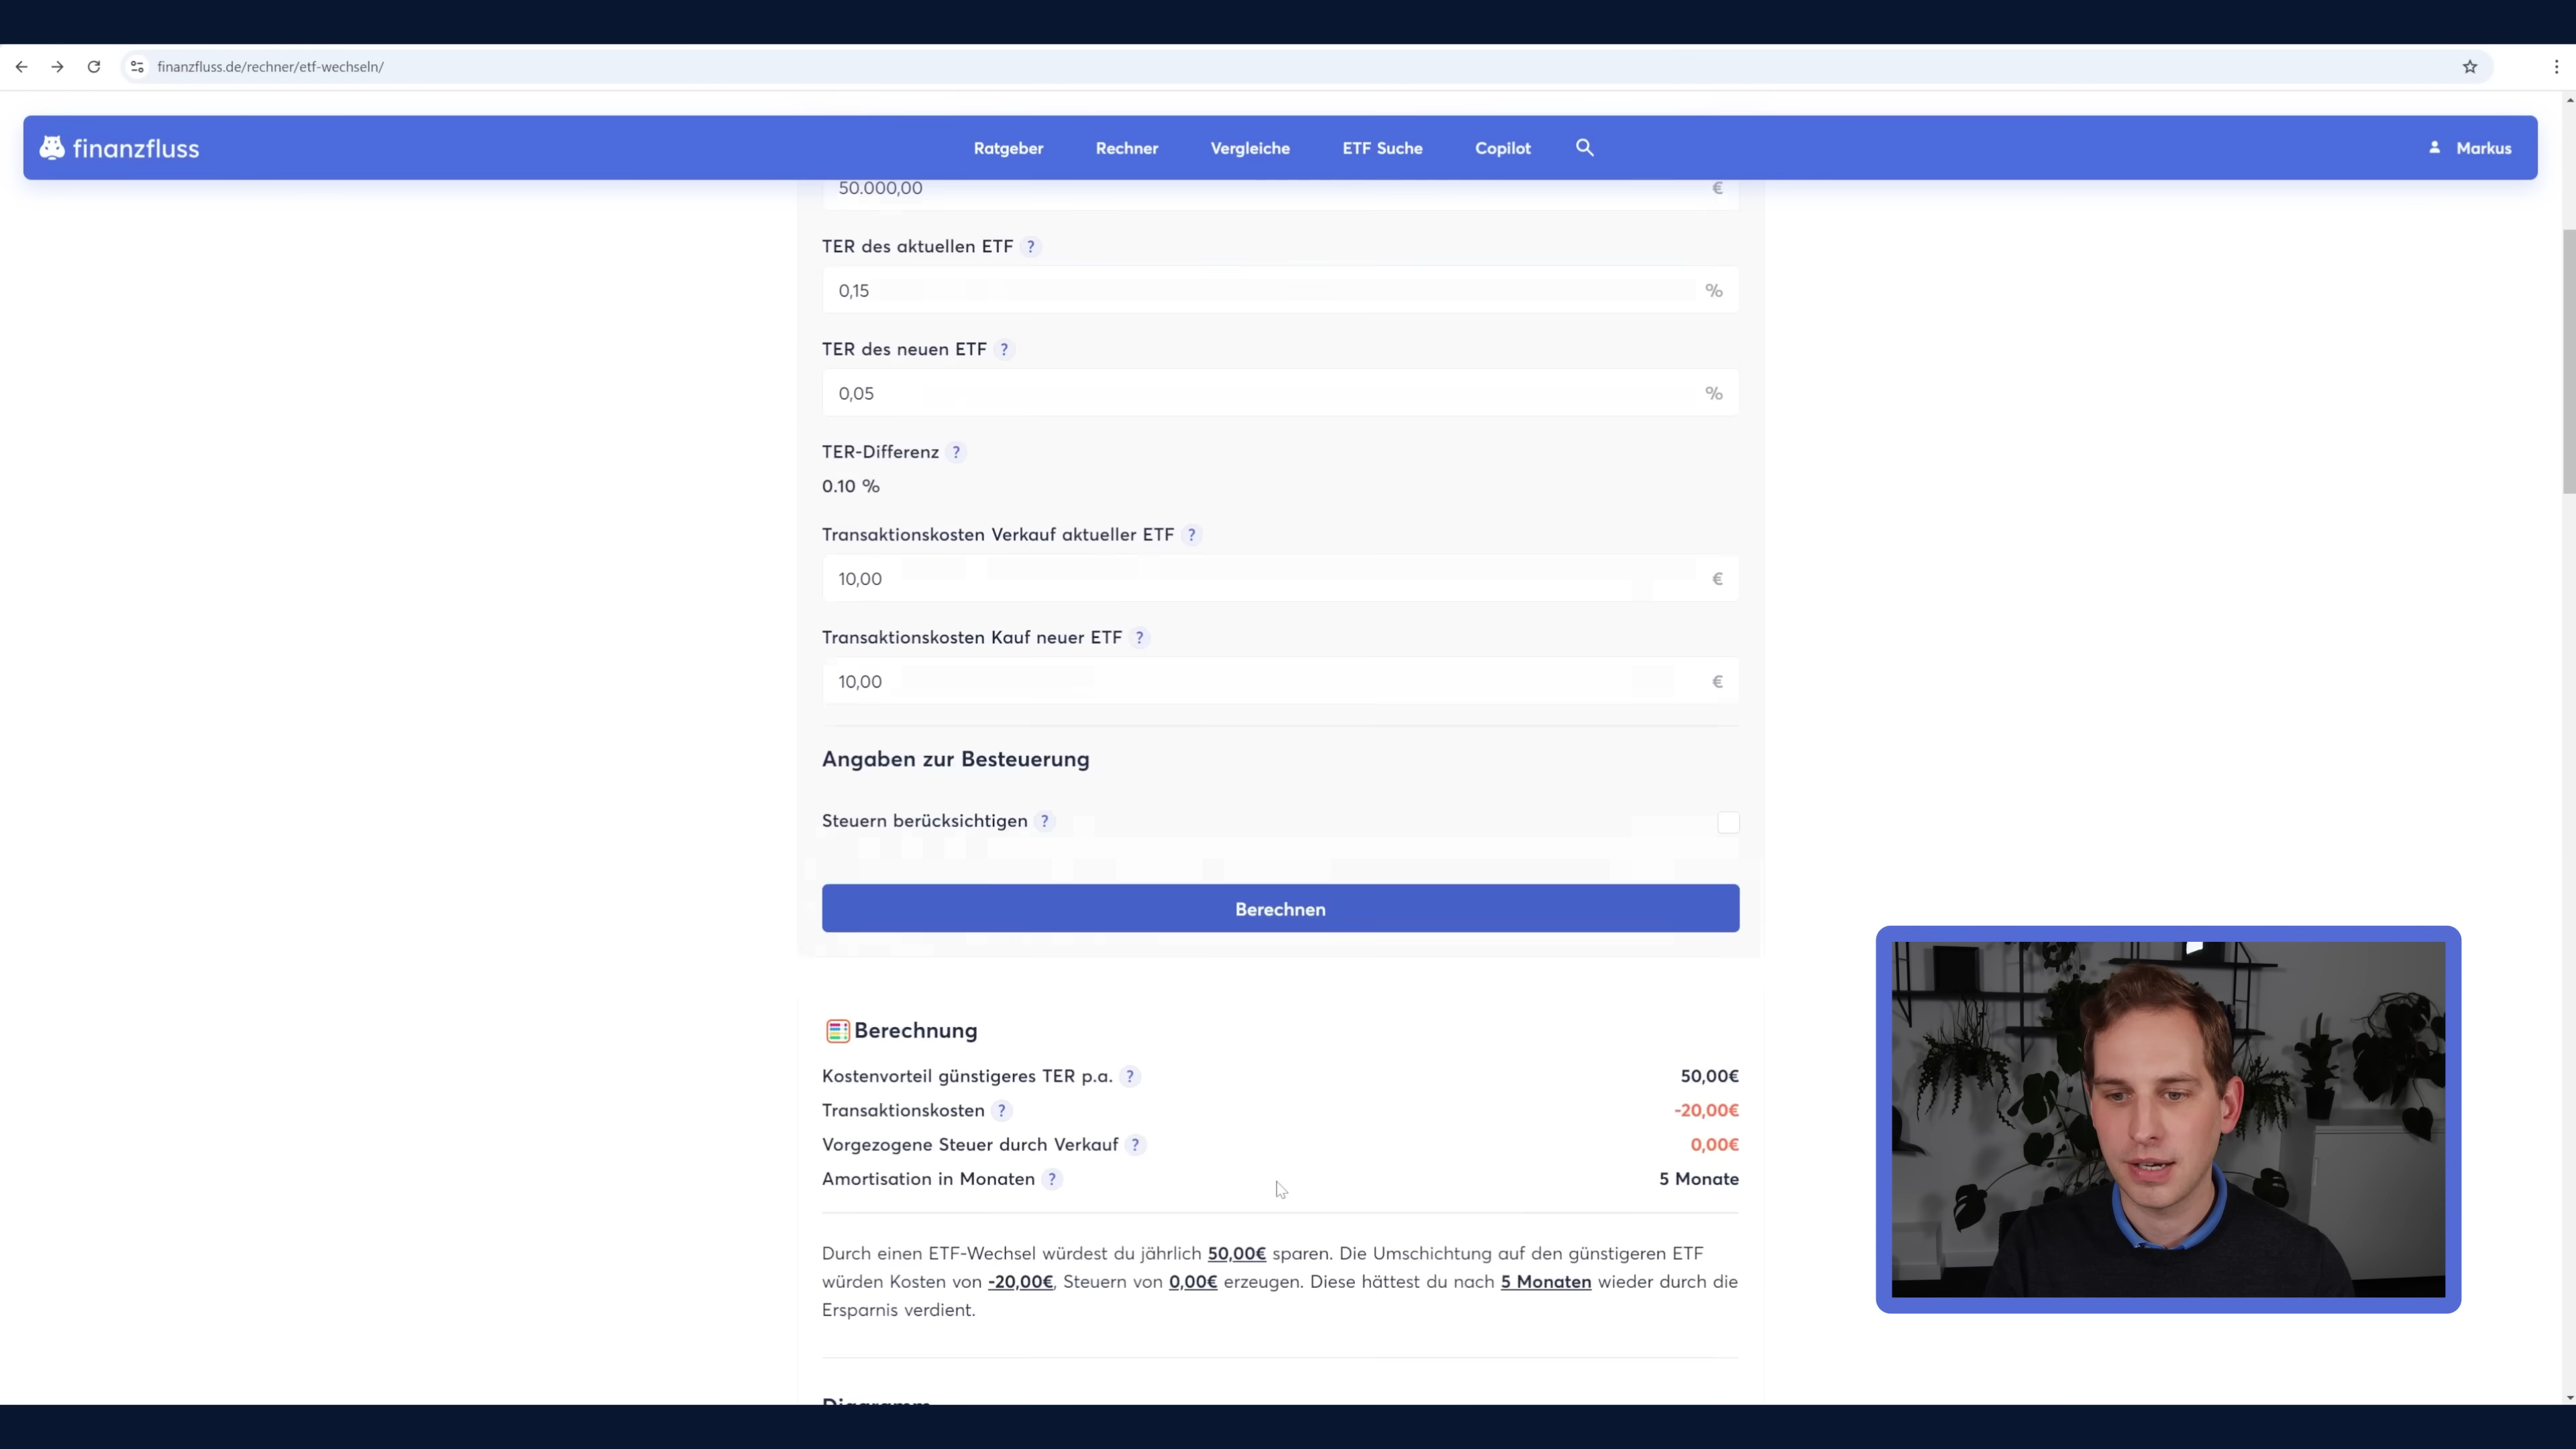 finanzfluss.de/rechner/etf-wechseln/
finanzfluss
Ratgeber
Rechner
Vergleiche
ETF Suche
Copilot
Markus
50.000,00 €
TER des aktuellen ETF ?
0,15 %
TER des neuen ETF ?
0,05 %
TER-Differenz ?
0.10 %
Transaktionskosten Verkauf aktueller ETF ?
10,00 €
Transaktionskosten Kauf neuer ETF ?
10,00 €
Angaben zur Besteuerung
Steuern berücksichtigen ?
Berechnen
Berechnung
Kostenvorteil günstigeres TER p.a. ? 50,00€
Transaktionskosten ? -20,00€
Vorgezogene Steuer durch Verkauf ? 0,00€
Amortisation in Monaten ? 5 Monate
Durch einen ETF-Wechsel würdest du jährlich 50,00€ sparen. Die Umschichtung auf den günstigeren ETF
würden Kosten von -20,00€, Steuern von 0,00€ erzeugen. Diese hättest du nach 5 Monaten wieder durch die
Ersparnis verdient.
Diagramm